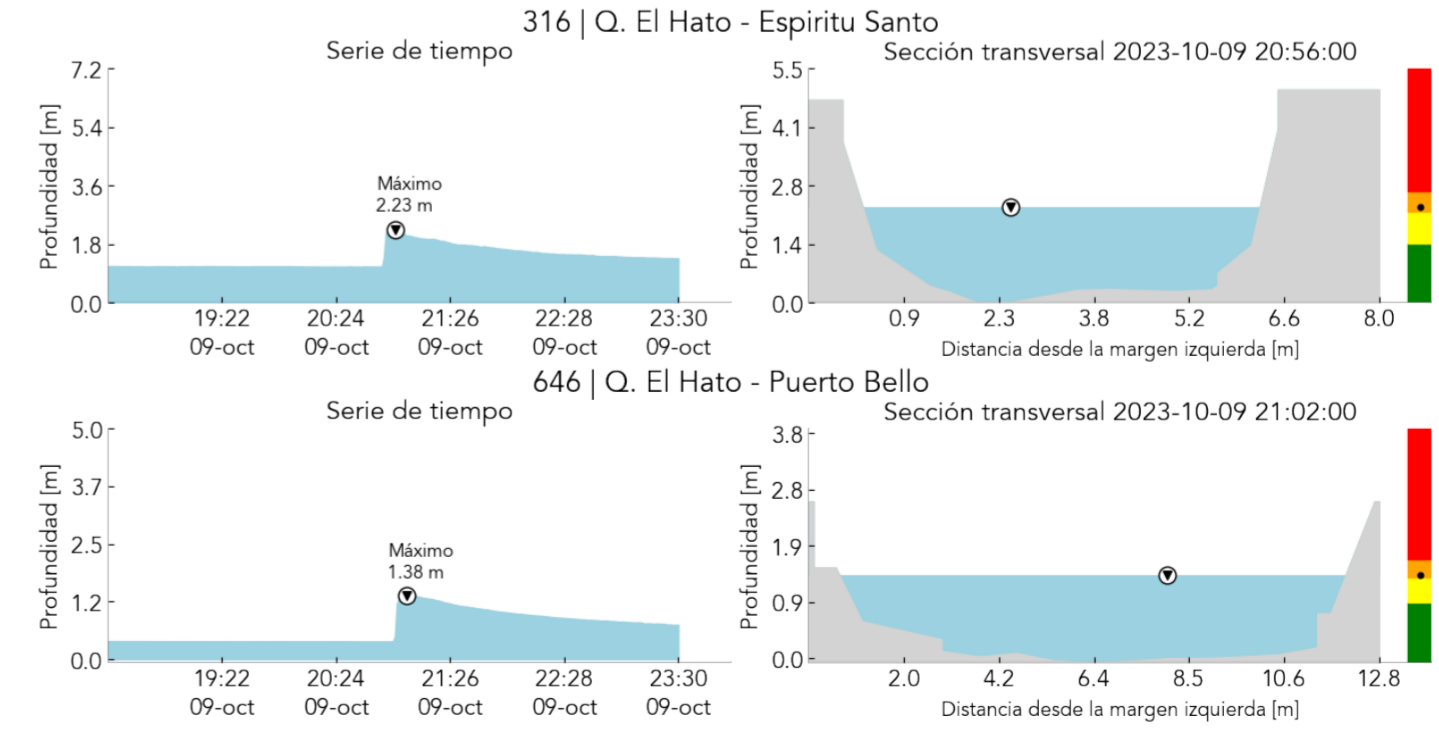 316 | Q. El Hato - Espiritu Santo
Serie de tiempo
Profundidad [m]
7.2
5.4
3.6
1.8
0.0
Máximo
2.23 m
19:22 20:24 21:26 22:28 23:30
09-oct 09-oct 09-oct 09-oct 09-oct
Sección transversal 2023-10-09 20:56:00
Profundidad [m]
5.5
4.1
2.8
1.4
0.0
0.9 2.3 3.8 5.2 6.6 8.0
Distancia desde la margen izquierda [m]
646 | Q. El Hato - Puerto Bello
Serie de tiempo
Profundidad [m]
5.0
3.7
2.5
1.2
0.0
Máximo
1.38 m
19:22 20:24 21:26 22:28 23:30
09-oct 09-oct 09-oct 09-oct 09-oct
Sección transversal 2023-10-09 21:02:00
Profundidad [m]
3.8
2.8
1.9
0.9
0.0
2.0 4.2 6.4 8.5 10.6 12.8
Distancia desde la margen izquierda [m]